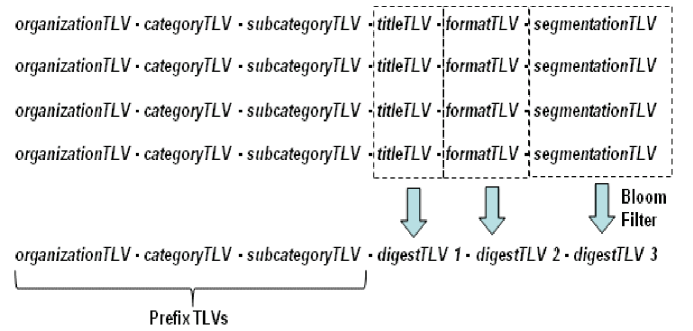 organizationTLV - categoryTLV - subcategoryTLV - titleTLV - formatTLV - segmentationTLV
organizationTLV - categoryTLV - subcategoryTLV - titleTLV - formatTLV - segmentationTLV
organizationTLV - categoryTLV - subcategoryTLV - titleTLV - formatTLV - segmentationTLV
organizationTLV - categoryTLV - subcategoryTLV - titleTLV - formatTLV - segmentationTLV
Bloom
Filter
organizationTLV - categoryTLV - subcategoryTLV - digestTLV 1 - digestTLV 2 - digestTLV 3
Prefix TLVs